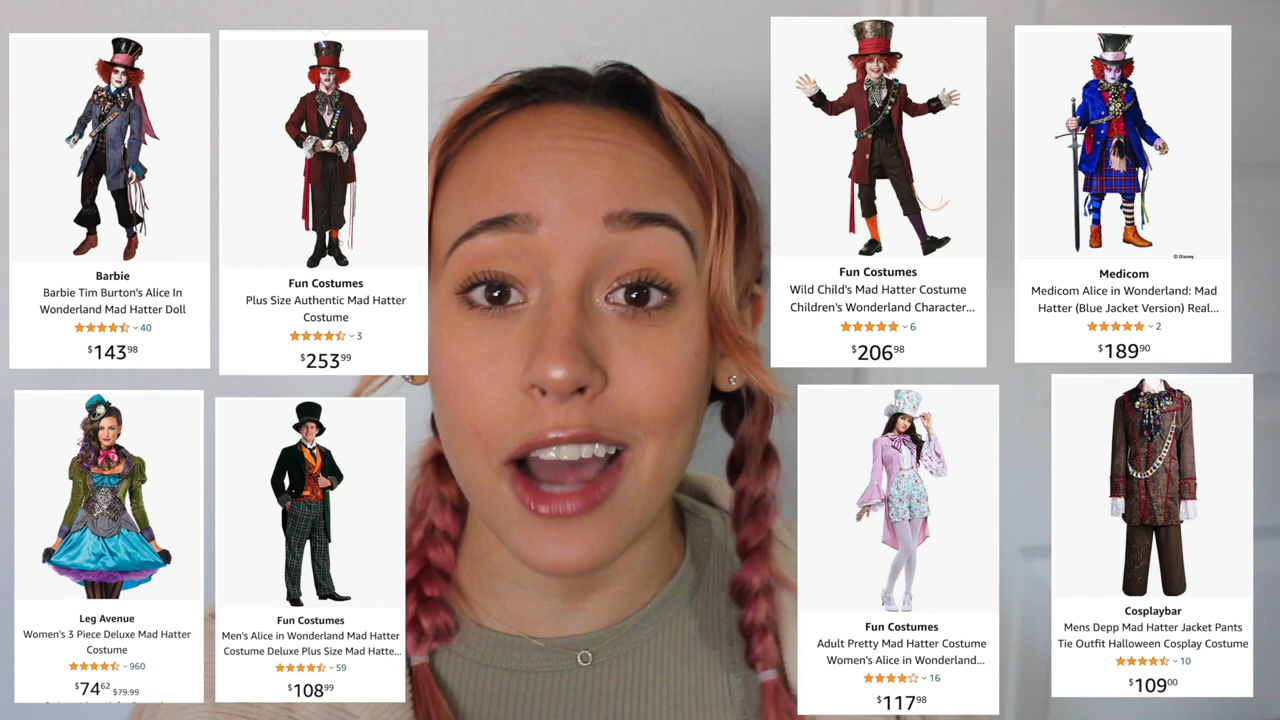 Barbie
Barbie Tim Burton's Alice In
Wonderland Mad Hatter Doll
40
$143 98
Fun Costumes
Plus Size Authentic Mad Hatter
Costume
3
$253 99
Fun Costumes
Wild Child's Mad Hatter Costume
Children's Wonderland Character...
6
$206 98
© Disney
Medicom
Medicom Alice in Wonderland: Mad
Hatter (Blue Jacket Version) Real...
2
$189 90
Leg Avenue
Women's 3 Piece Deluxe Mad Hatter
Costume
960
$74 62 $79.99
Fun Costumes
Men's Alice in Wonderland Mad Hatter
Costume Deluxe Plus Size Mad Hatte...
59
$108 99
Fun Costumes
Adult Pretty Mad Hatter Costume
Women's Alice in Wonderland...
16
$117 98
Cosplaybar
Mens Depp Mad Hatter Jacket Pants
Tie Outfit Halloween Cosplay Costume
10
$109 00